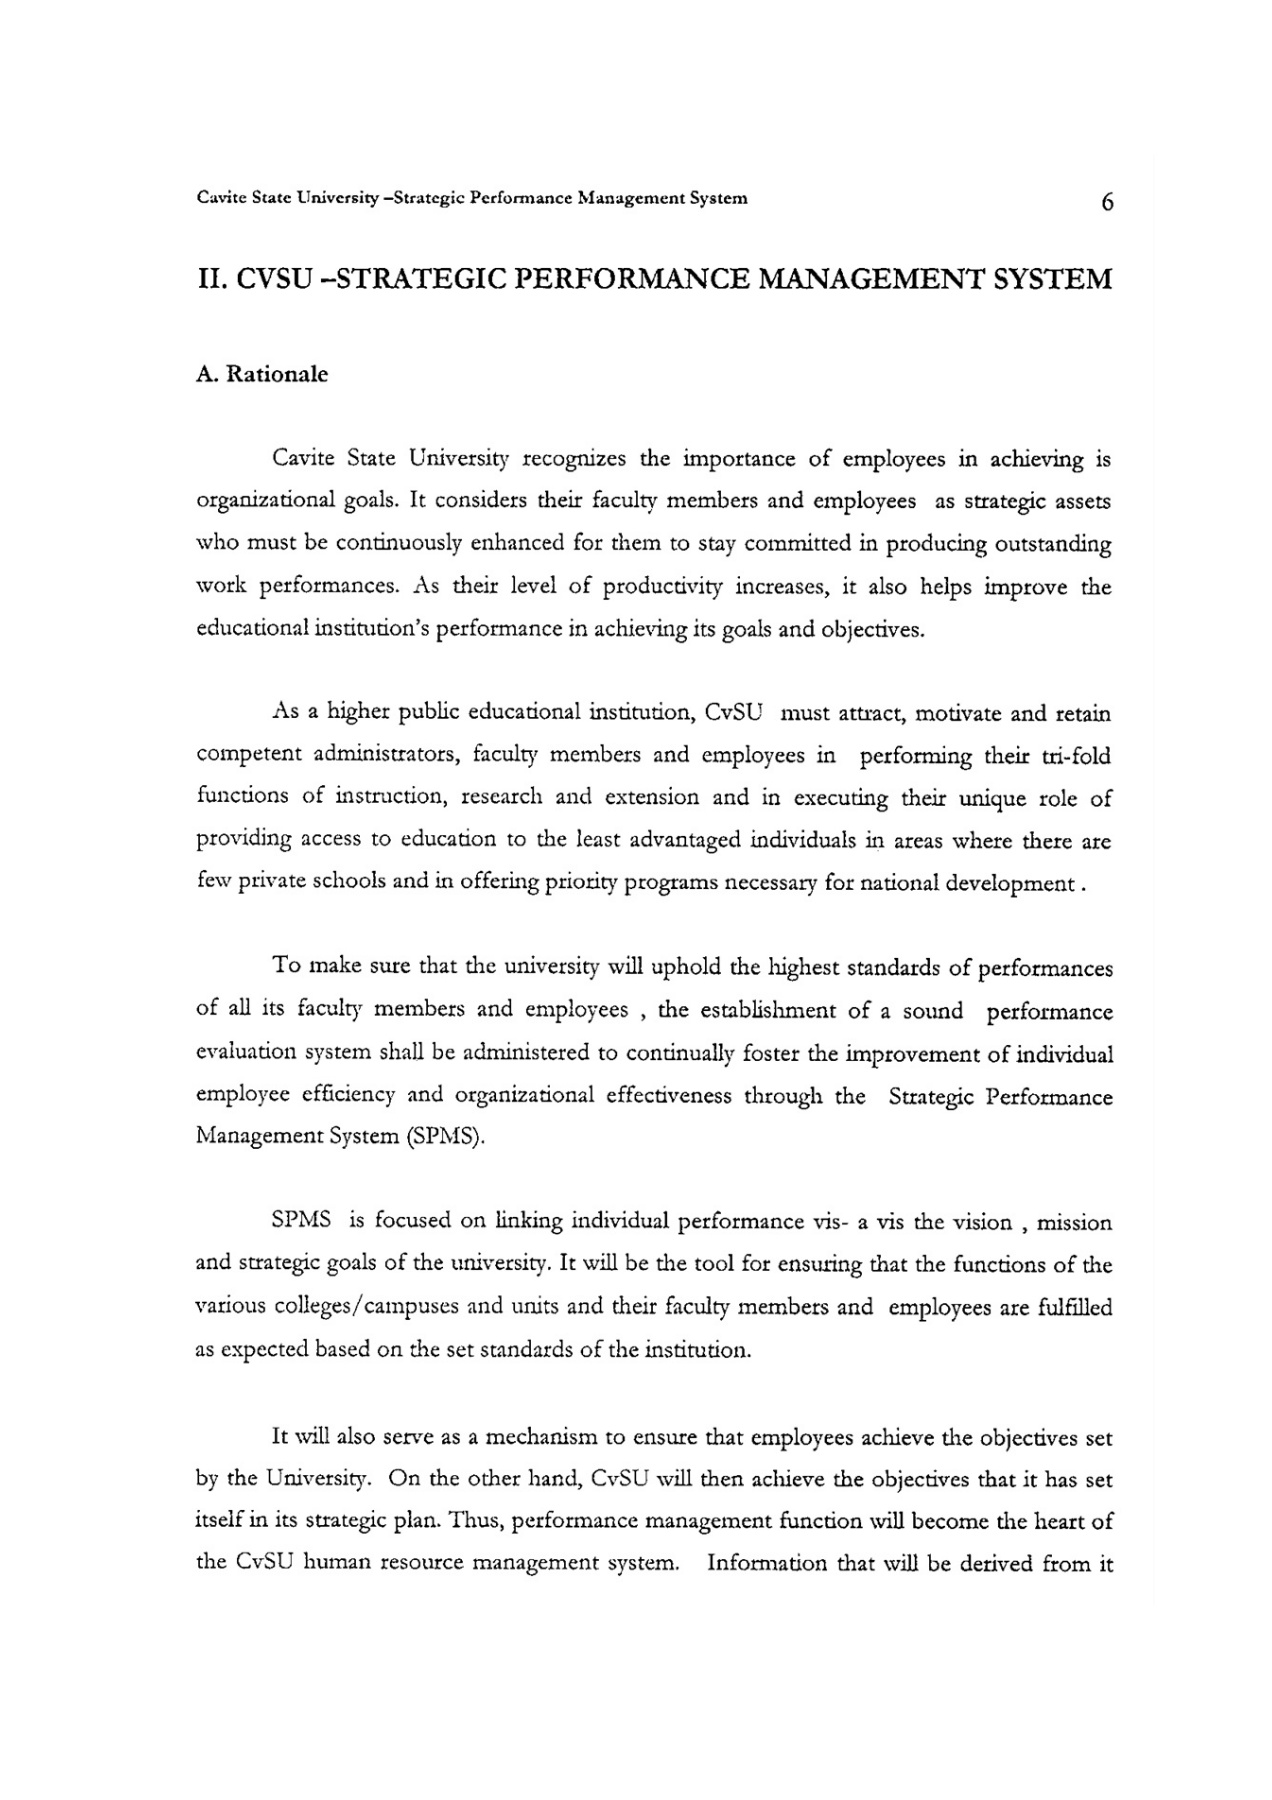 Cavite State University –Strategic Performance Management System 6
II. CVSU –STRATEGIC PERFORMANCE MANAGEMENT SYSTEM
A. Rationale
Cavite State University recognizes the importance of employees in achieving is
organizational goals. It considers their faculty members and employees as strategic assets
who must be continuously enhanced for them to stay committed in producing outstanding
work performances. As their level of productivity increases, it also helps improve the
educational institution's performance in achieving its goals and objectives.
As a higher public educational institution, CvSU must attract, motivate and retain
competent administrators, faculty members and employees in performing their tri-fold
functions of instruction, research and extension and in executing their unique role of
providing access to education to the least advantaged individuals in areas where there are
few private schools and in offering priority programs necessary for national development .
To make sure that the university will uphold the highest standards of performances
of all its faculty members and employees , the establishment of a sound performance
evaluation system shall be administered to continually foster the improvement of individual
employee efficiency and organizational effectiveness through the Strategic Performance
Management System (SPMS).
SPMS is focused on linking individual performance vis- a vis the vision , mission
and strategic goals of the university. It will be the tool for ensuring that the functions of the
various colleges/campuses and units and their faculty members and employees are fulfilled
as expected based on the set standards of the institution.
It will also serve as a mechanism to ensure that employees achieve the objectives set
by the University. On the other hand, CvSU will then achieve the objectives that it has set
itself in its strategic plan. Thus, performance management function will become the heart of
the CvSU human resource management system. Information that will be derived from it